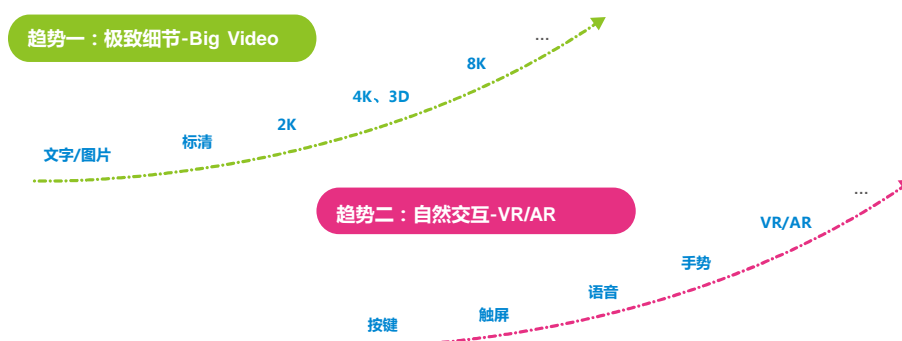 趋势一：极致细节-Big Video
文字/图片
标清
2K
4K、3D
8K
...
趋势二：自然交互-VR/AR
按键
触屏
语音
手势
VR/AR
...